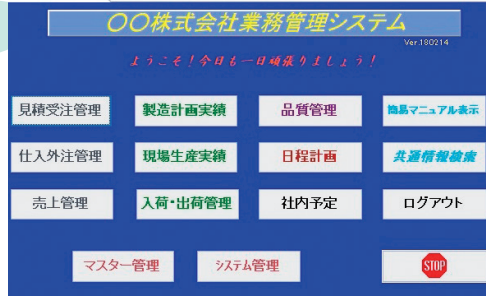 〇〇株式会社業務管理システム
Ver.180214
ようこそ!今日も一日頑張りましょう!
見積受注管理 製造計画実績 品質管理 簡易マニュアル表示
仕入外注管理 現場生産実績 日程計画 共通情報検索
売上管理 入荷・出荷管理 社内予定 ログアウト
マスター管理 システム管理 STOP